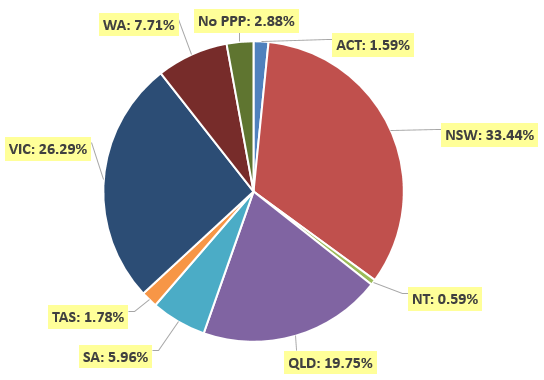 No PPP: 2.88%
WA: 7.71%
ACT: 1.59%
NSW: 33.44%
VIC: 26.29%
NT: 0.59%
TAS: 1.78%
SA: 5.96%
QLD: 19.75%